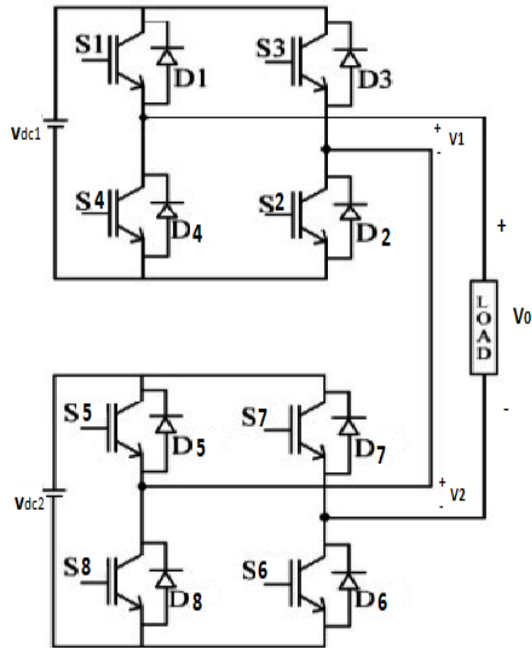 S1 D1 S3 D3
Vdc1 + V1 -
S4 D4 S2 D2
+
LOAD V0
-
S5 D5 S7 D7
Vdc2 + V2 -
S8 D8 S6 D6